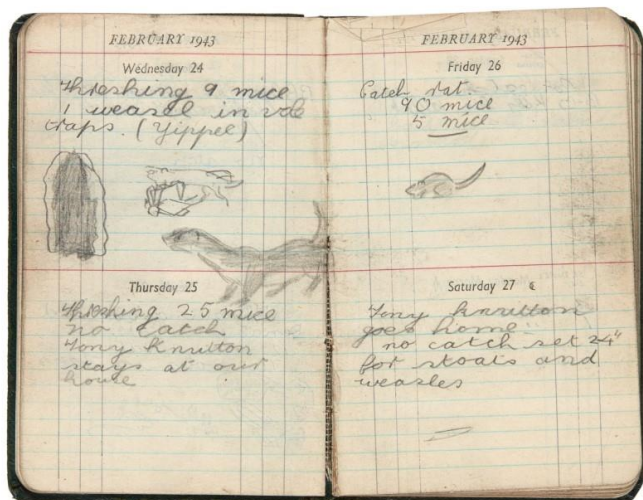 FEBRUARY 1943
Wednesday 24
Threshing 9 mice
1 weasel in
traps. (Yippee)
Thursday 25
Threshing 25 mice
no catch
Tony Knutton
stays at our
house
FEBRUARY 1943
Friday 26
Catch rat
90 mice
5 mice
Saturday 27
Tony Knutton
goes home
no catch set 24"
for stoats and
weasles